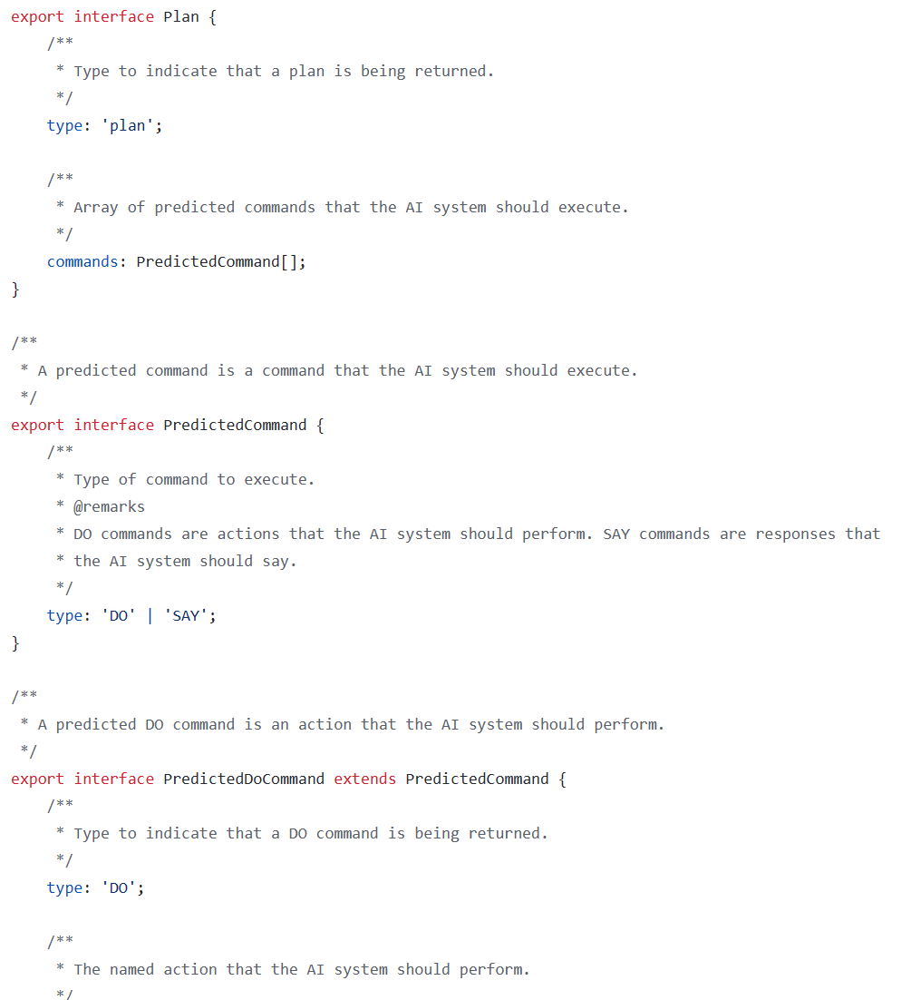 export interface Plan {
    /**
     * Type to indicate that a plan is being returned.
     */
    type: 'plan';

    /**
     * Array of predicted commands that the AI system should execute.
     */
    commands: PredictedCommand[];
}

/**
 * A predicted command is a command that the AI system should execute.
 */
export interface PredictedCommand {
    /**
     * Type of command to execute.
     * @remarks
     * DO commands are actions that the AI system should perform. SAY commands are responses that
     * the AI system should say.
     */
    type: 'DO' | 'SAY';
}

/**
 * A predicted DO command is an action that the AI system should perform.
 */
export interface PredictedDoCommand extends PredictedCommand {
    /**
     * Type to indicate that a DO command is being returned.
     */
    type: 'DO';

    /**
     * The named action that the AI system should perform.
     */